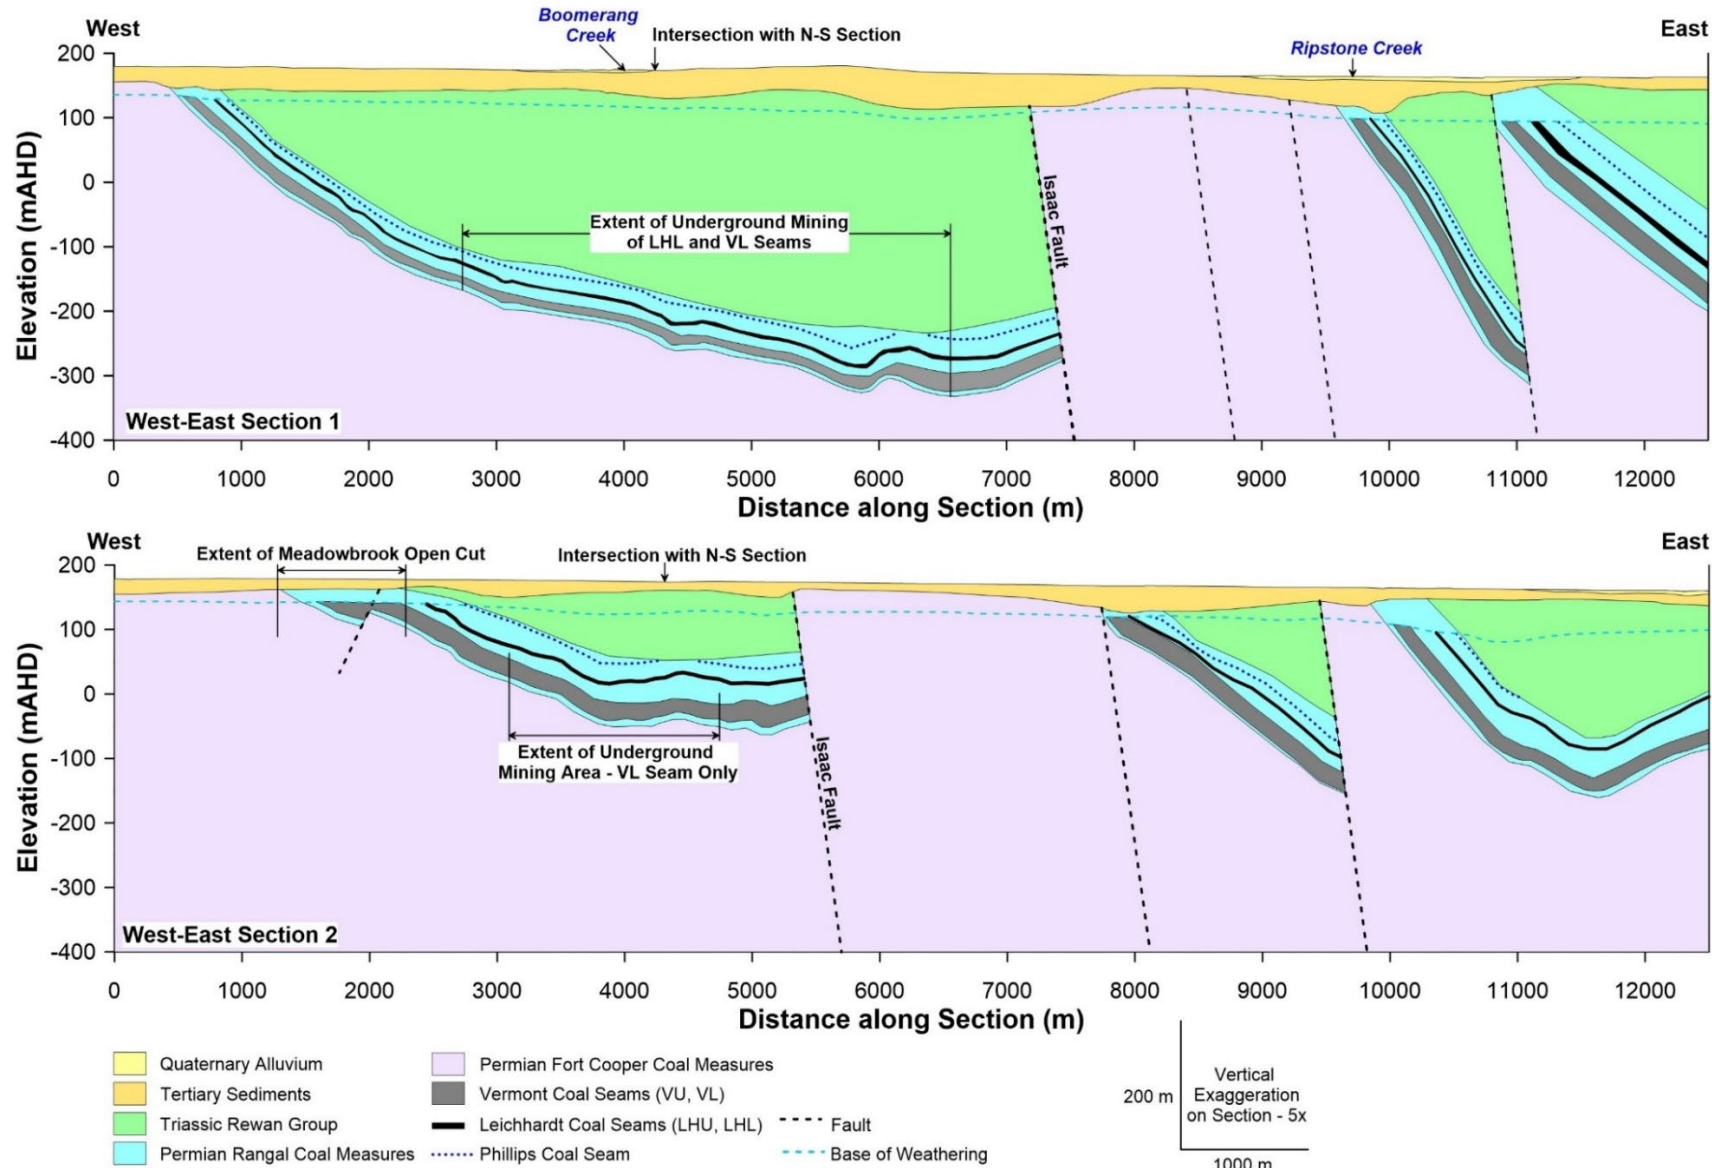 West
Boomerang
Creek
Intersection with N-S Section
Ripstone Creek
East
200
100
0
-100
-200
-300
-400
Elevation (mAHD)
Extent of Underground Mining
of LHL and VL Seams
Isaac Fault
West-East Section 1
0 1000 2000 3000 4000 5000 6000 7000 8000 9000 10000 11000 12000
Distance along Section (m)
West
Extent of Meadowbrook Open Cut
Intersection with N-S Section
East
200
100
0
-100
-200
-300
-400
Elevation (mAHD)
Extent of Underground
Mining Area - VL Seam Only
Isaac Fault
West-East Section 2
0 1000 2000 3000 4000 5000 6000 7000 8000 9000 10000 11000 12000
Distance along Section (m)
Quaternary Alluvium
Tertiary Sediments
Triassic Rewan Group
Permian Rangal Coal Measures
Permian Fort Cooper Coal Measures
Vermont Coal Seams (VU, VL)
Leichhardt Coal Seams (LHU, LHL)
Phillips Coal Seam
Fault
Base of Weathering
200 m
Vertical
Exaggeration
on Section - 5x
1000 m